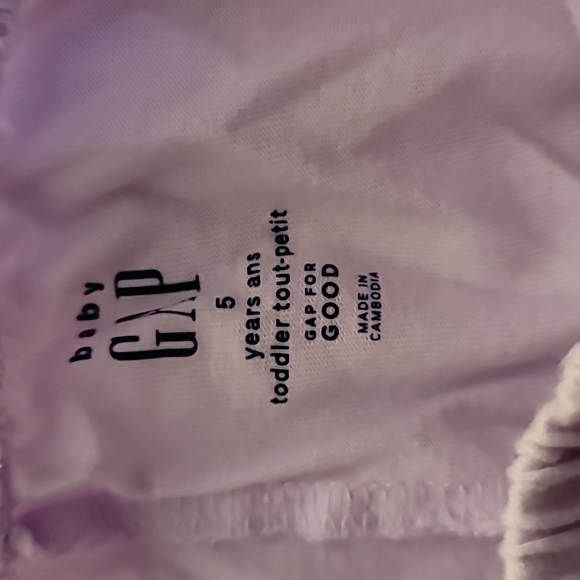 baby
GAP
5
years ans
toddler tout-petit
GAP FOR
GOOD
MADE IN
CAMBODIA